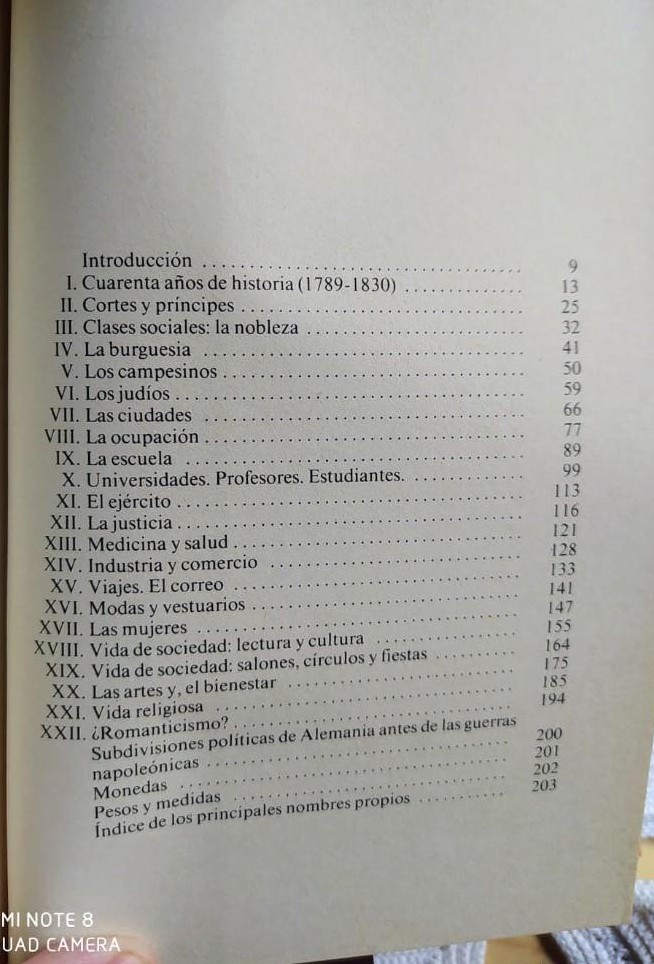 Introducción ........ 9
I. Cuarenta años de historia (1789-1830) ........ 13
II. Cortes y príncipes ........ 25
III. Clases sociales: la nobleza ........ 32
IV. La burguesia ........ 41
V. Los campesinos ........ 50
VI. Los judíos ........ 59
VII. Las ciudades ........ 66
VIII. La ocupación ........ 77
IX. La escuela ........ 89
X. Universidades. Profesores. Estudiantes. ........ 99
XI. El ejército ........ 113
XII. La justicia ........ 116
XIII. Medicina y salud ........ 121
XIV. Industria y comercio ........ 128
XV. Viajes. El correo ........ 133
XVI. Modas y vestuarios ........ 141
XVII. Las mujeres ........ 147
XVIII. Vida de sociedad: lectura y cultura ........ 155
XIX. Vida de sociedad: salones, círculos y fiestas ........ 164
XX. Las artes y, el bienestar ........ 175
XXI. Vida religiosa ........ 185
XXII. ¿Romanticismo? ........ 194
Subdivisiones políticas de Alemania antes de las guerras
napoleónicas ........ 200
Monedas ........ 201
Pesos y medidas ........ 202
Índice de los principales nombres propios ........ 203
MI NOTE 8
UAD CAMERA